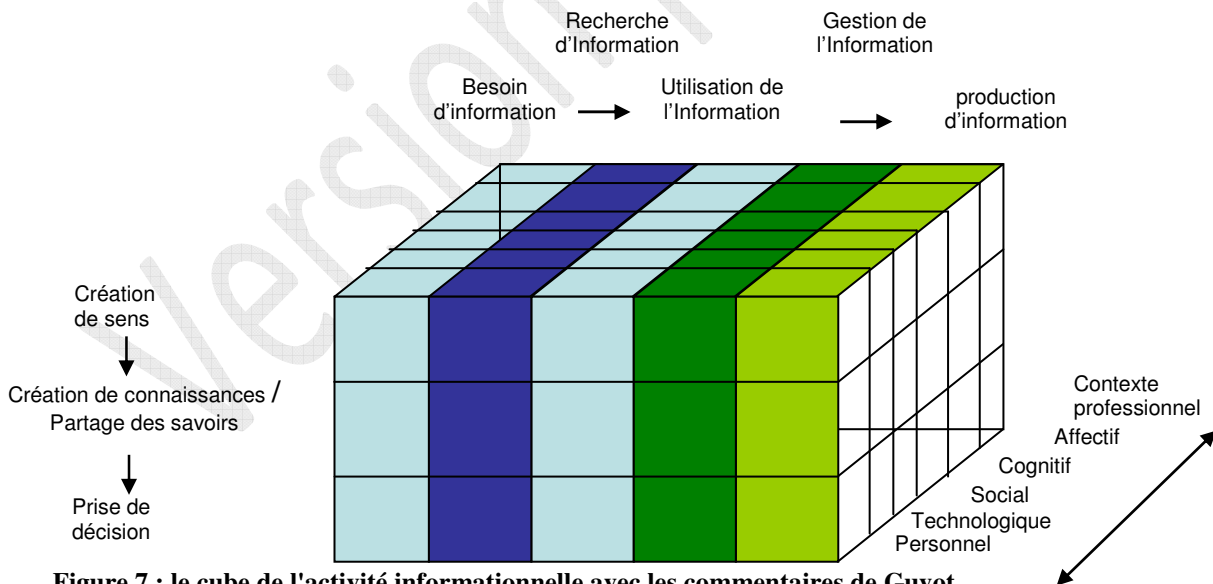 Recherche
d'Information
Gestion de
l'Information
Besoin
d'information
Utilisation de
l'Information
production
d'information
Création
de sens
Création de connaissances /
Partage des savoirs
Prise de
décision
Contexte
professionnel
Affectif
Cognitif
Social
Technologique
Personnel
Figure 7 : le cube de l'activité informationnelle avec les commentaires de Guyot
Version